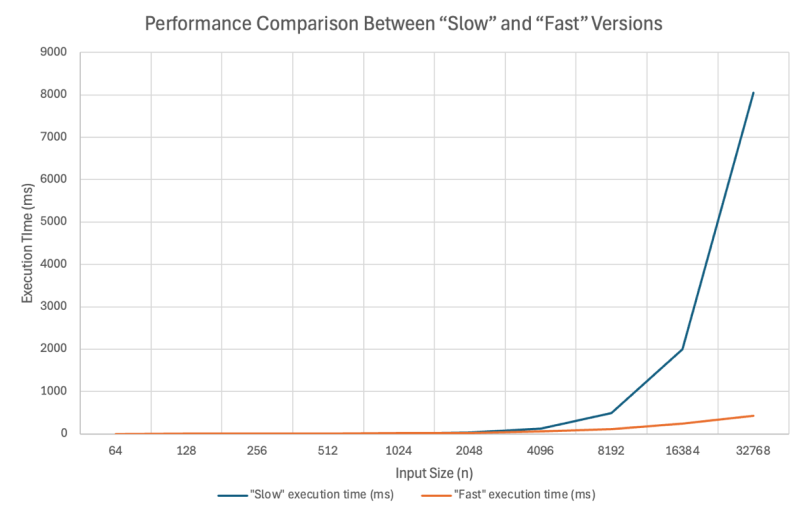 Performance Comparison Between “Slow” and “Fast” Versions
9000
8000
7000
6000
5000
4000
3000
2000
1000
0
Execution TIme (ms)
64 128 256 512 1024 2048 4096 8192 16384 32768
Input Size (n)
"Slow" execution time (ms) "Fast" execution time (ms)